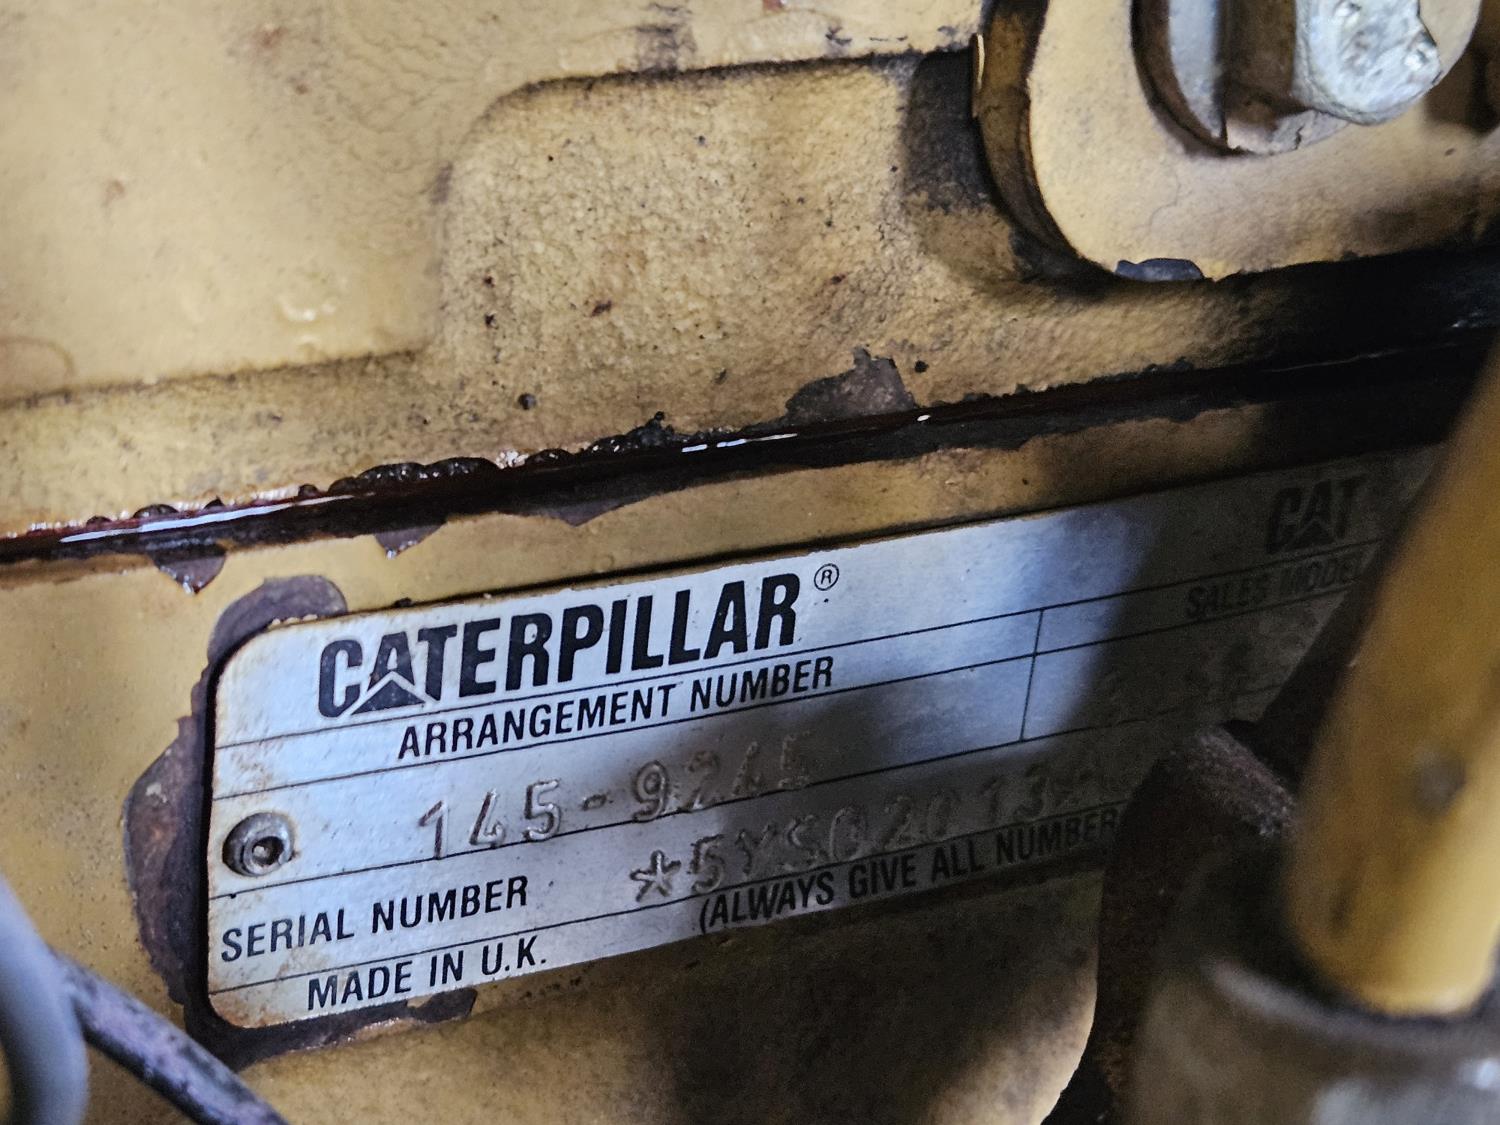 CATERPILLAR®
CAT
ARRANGEMENT NUMBER
SALES MODEL
145-9245
SERIAL NUMBER
(ALWAYS GIVE ALL NUMBER
MADE IN U.K.